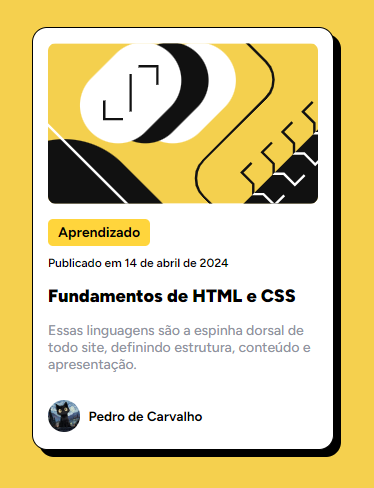 Aprendizado
Publicado em 14 de abril de 2024
Fundamentos de HTML e CSS
Essas linguagens são a espinha dorsal de
todo site, definindo estrutura, conteúdo e
apresentação.
Pedro de Carvalho